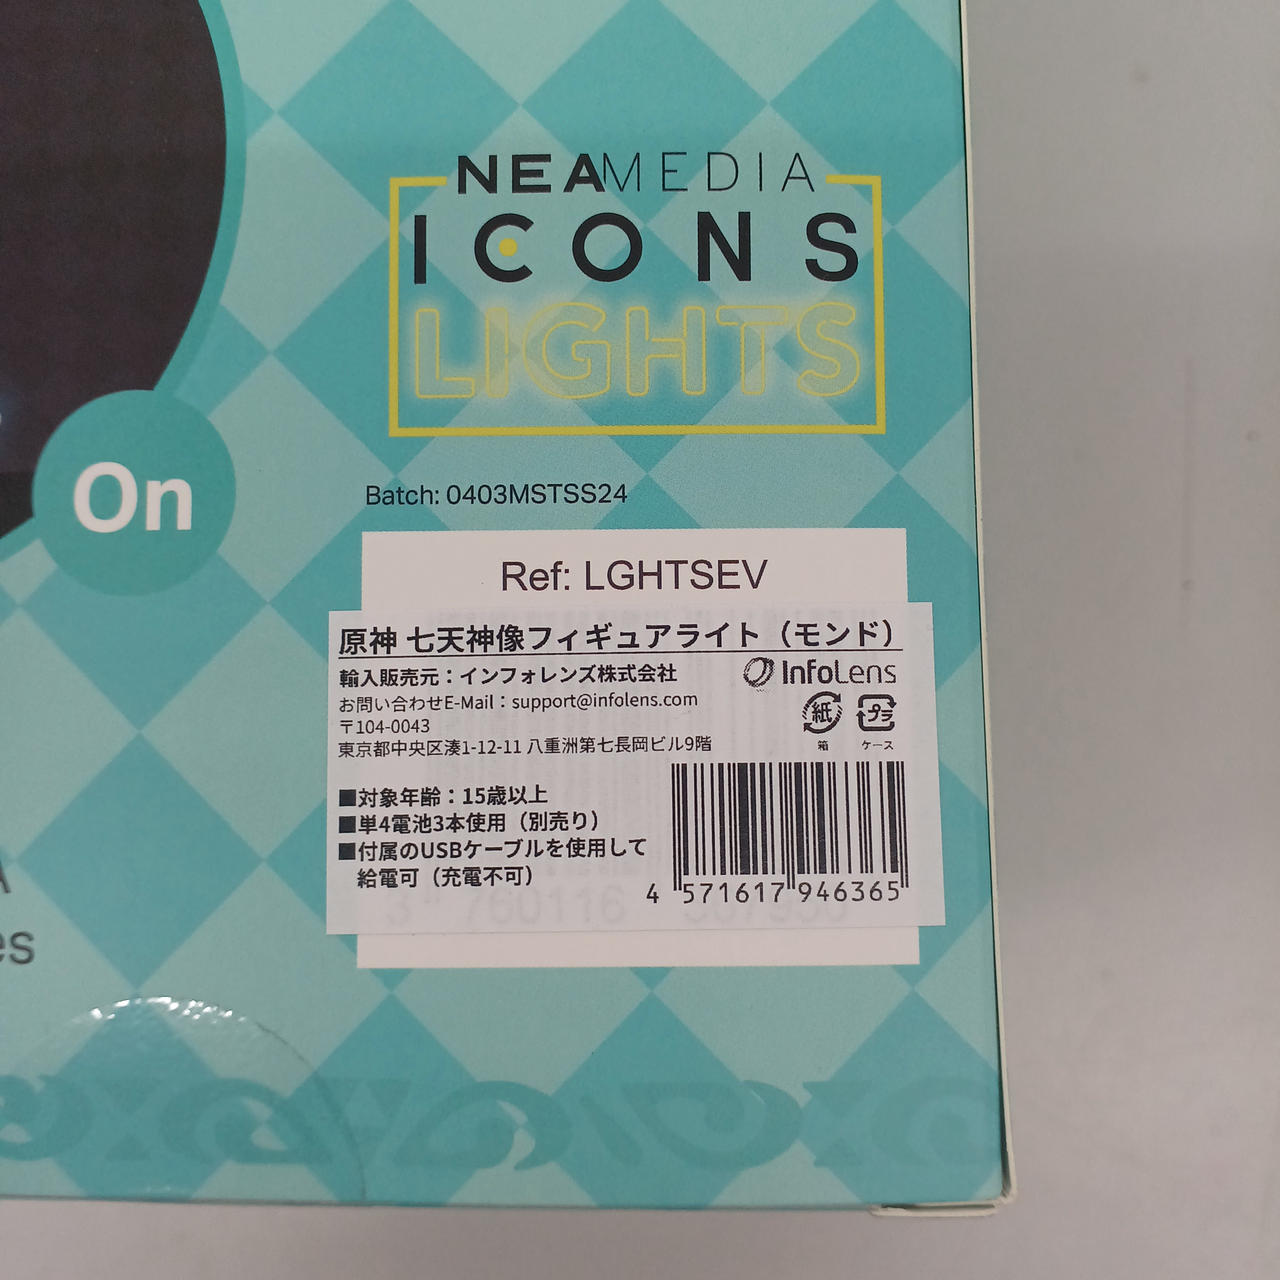 NEAMEDIA
ICONS
LIGHTS
On
Batch: 0403MSTSS24
Ref: LGHTSEV
原神 七天神像フィギュアライト（モンド）
輸入販売元：インフォレンズ株式会社
InfoLens
お問い合わせE-Mail：support@infolens.com
〒104-0043
東京都中央区湊1-12-11 八重洲第七長岡ビル9階
紙
プラ
箱
ケース
■対象年齢：15歳以上
■単4電池3本使用（別売り）
■付属のUSBケーブルを使用して
給電可（充電不可）
4 571617 946365
A
es